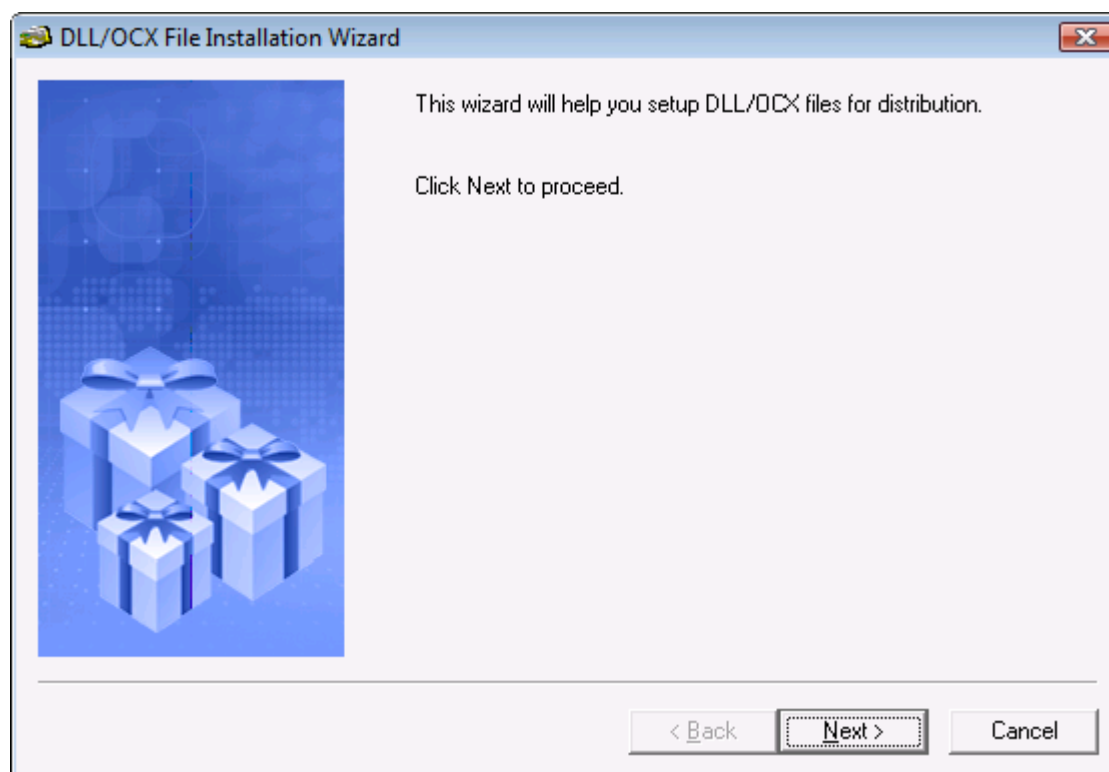 DLL/OCX File Installation Wizard
This wizard will help you setup DLL/OCX files for distribution.
Click Next to proceed.
< Back
Next >
Cancel